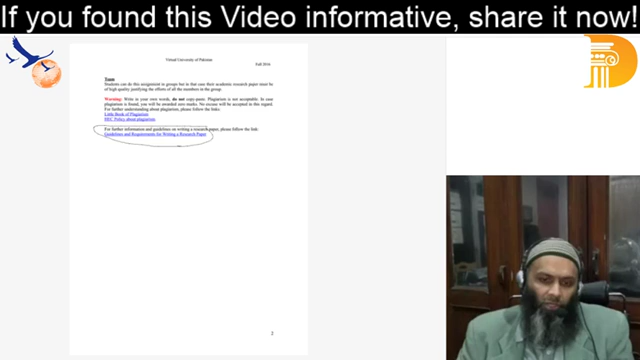 If you found this Video informative, share it now!
Virtual University of Pakistan
Fall 2016
Team
Students can do this assignment in groups but in that case their academic research paper must be
of high quality justifying the efforts of all the members in the group.
Warning: Write in your own words, do not copy-paste. Plagiarism is not acceptable. In case
plagiarism is found, you will be awarded zero marks. No excuse will be accepted in this regard.
For further understanding about plagiarism, please follow the links:
Little Book of Plagiarism
HEC Policy about plagiarism
For further information and guidelines on writing a research paper, please follow the link:
Guidelines and Requirements for Writing a Research Paper
2